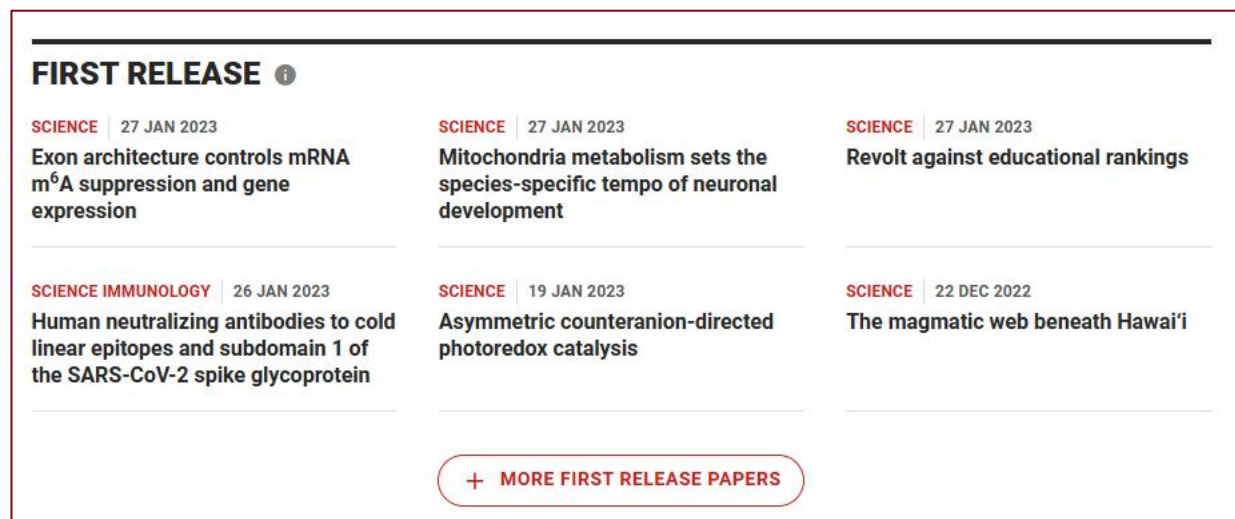 FIRST RELEASE i
SCIENCE | 27 JAN 2023
Exon architecture controls mRNA
m⁶A suppression and gene
expression
SCIENCE | 27 JAN 2023
Mitochondria metabolism sets the
species-specific tempo of neuronal
development
SCIENCE | 27 JAN 2023
Revolt against educational rankings
SCIENCE IMMUNOLOGY | 26 JAN 2023
Human neutralizing antibodies to cold
linear epitopes and subdomain 1 of
the SARS-CoV-2 spike glycoprotein
SCIENCE | 19 JAN 2023
Asymmetric counteranion-directed
photoredox catalysis
SCIENCE | 22 DEC 2022
The magmatic web beneath Hawaiʻi
+ MORE FIRST RELEASE PAPERS